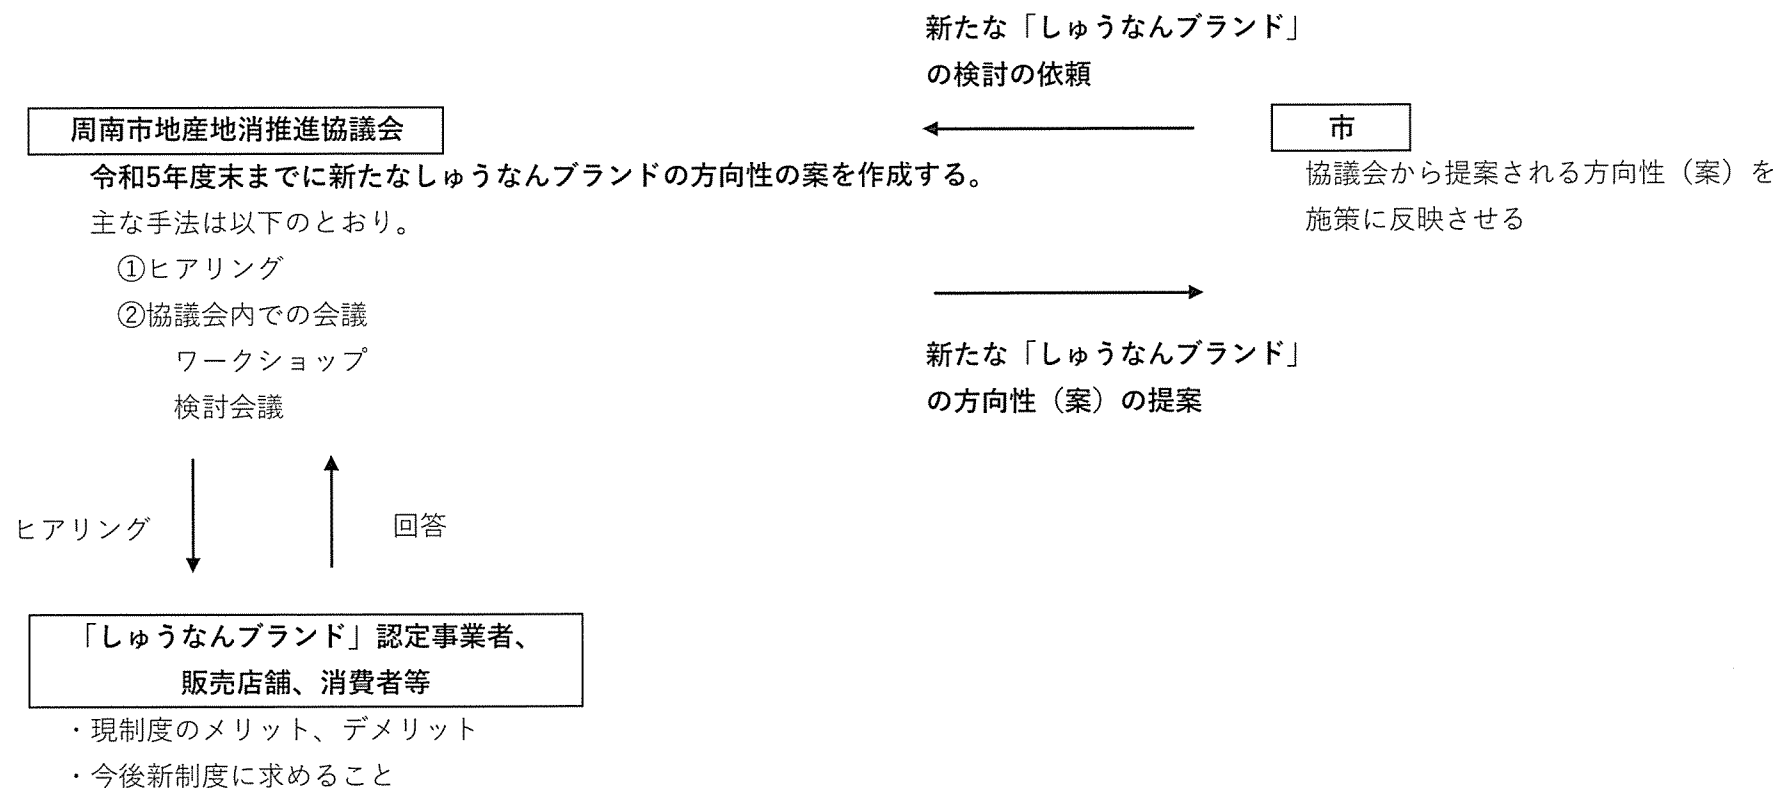 新たな「しゅうなんブランド」
の検討の依頼
周南市地産地消推進協議会
市
令和5年度末までに新たなしゅうなんブランドの方向性の案を作成する。
協議会から提案される方向性（案）を
主な手法は以下のとおり。
施策に反映させる
①ヒアリング
②協議会内での会議
ワークショップ
検討会議
新たな「しゅうなんブランド」
の方向性（案）の提案
ヒアリング
回答
「しゅうなんブランド」認定事業者、
販売店舗、消費者等
・現制度のメリット、デメリット
・今後新制度に求めること